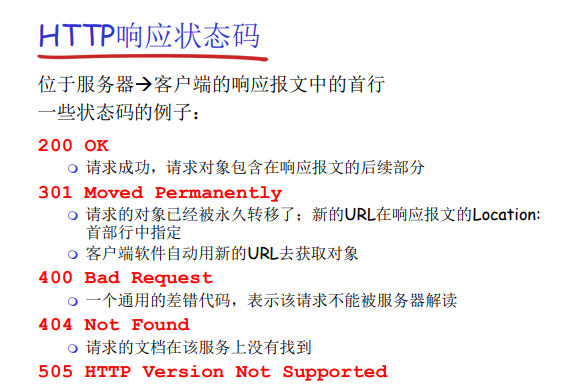 HTTP响应状态码
位于服务器→客户端的响应报文中的首行
一些状态码的例子：
200 OK
请求成功，请求对象包含在响应报文的后续部分
301 Moved Permanently
请求的对象已经被永久转移了；新的URL在响应报文的Location:
首部行中指定
客户端软件自动用新的URL去获取对象
400 Bad Request
一个通用的差错代码，表示该请求不能被服务器解读
404 Not Found
请求的文档在该服务上没有找到
505 HTTP Version Not Supported